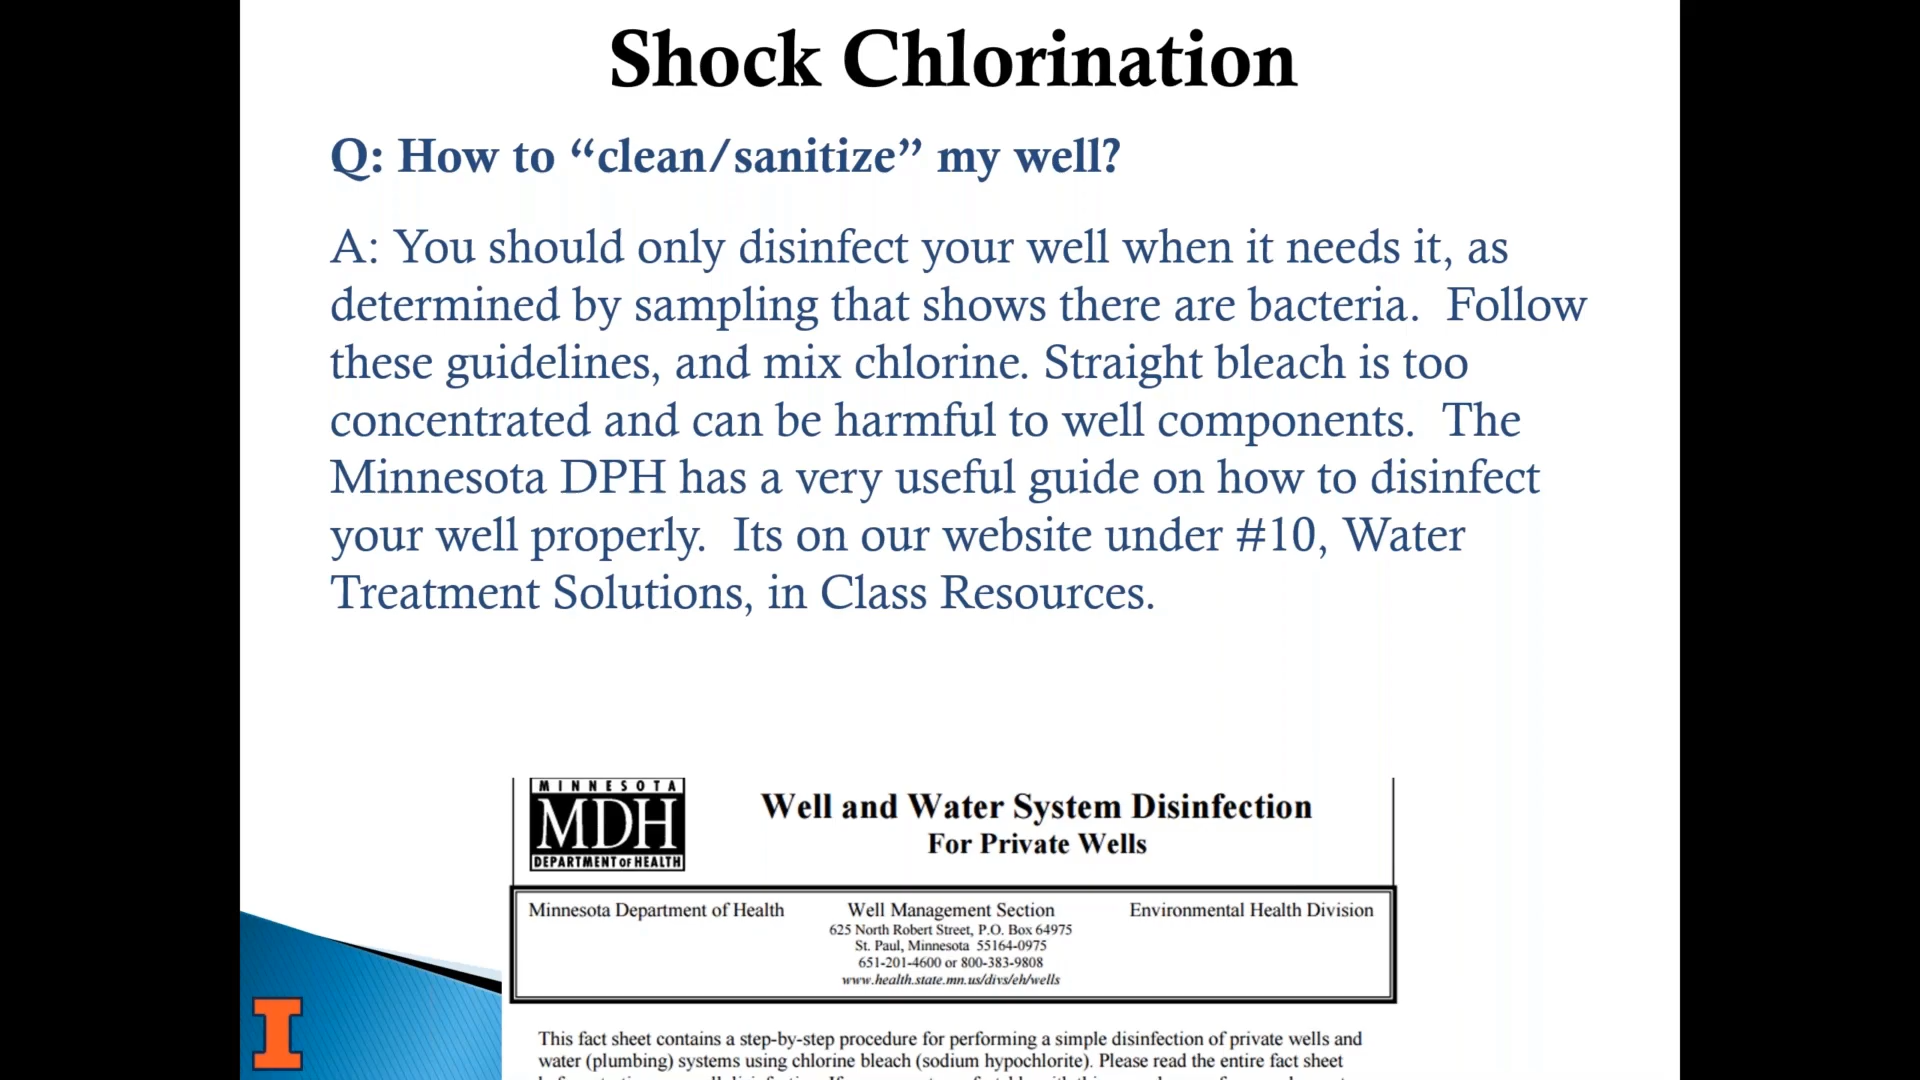 Shock Chlorination
Q: How to “clean/sanitize” my well?
A: You should only disinfect your well when it needs it, as
determined by sampling that shows there are bacteria.  Follow
these guidelines, and mix chlorine. Straight bleach is too
concentrated and can be harmful to well components.  The
Minnesota DPH has a very useful guide on how to disinfect
your well properly.  Its on our website under #10, Water
Treatment Solutions, in Class Resources.
MINNESOTA
MDH
DEPARTMENT OF HEALTH
Well and Water System Disinfection
For Private Wells
Minnesota Department of Health
Well Management Section
625 North Robert Street, P.O. Box 64975
St. Paul, Minnesota  55164-0975
651-201-4600 or 800-383-9808
www.health.state.mn.us/divs/eh/wells
Environmental Health Division
I
This fact sheet contains a step-by-step procedure for performing a simple disinfection of private wells and
water (plumbing) systems using chlorine bleach (sodium hypochlorite). Please read the entire fact sheet